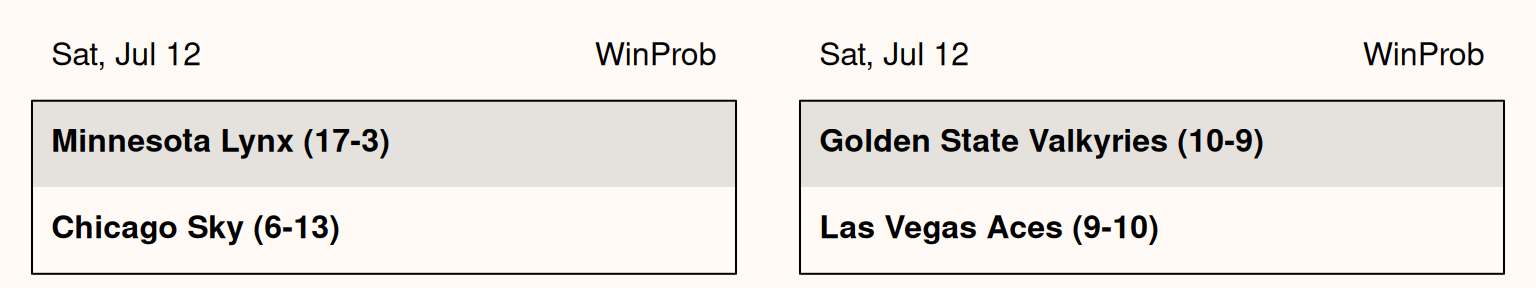 Sat, Jul 12 WinProb
Minnesota Lynx (17-3)
Chicago Sky (6-13)
Sat, Jul 12 WinProb
Golden State Valkyries (10-9)
Las Vegas Aces (9-10)